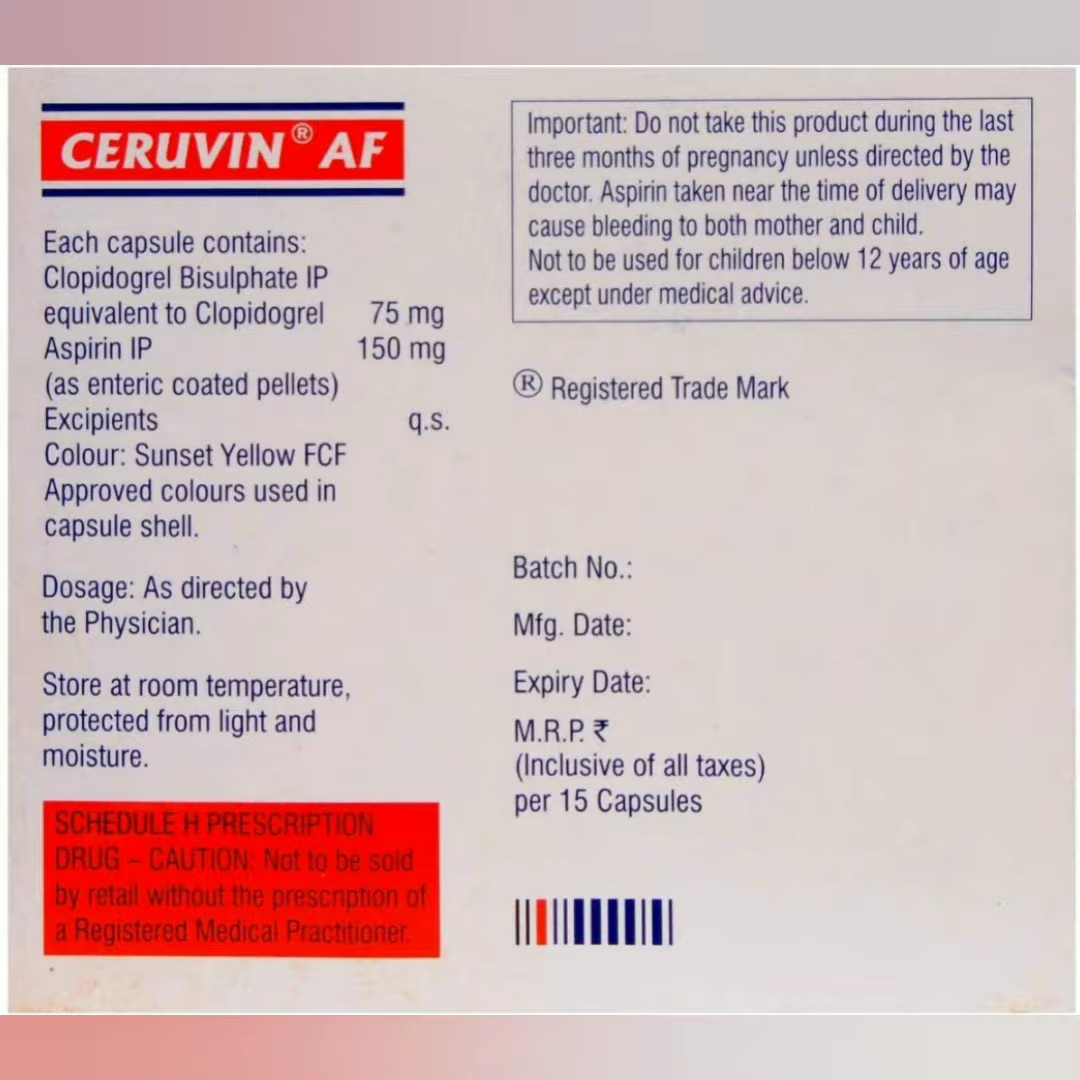 CERUVIN® AF
Each capsule contains:
Clopidogrel Bisulphate IP
equivalent to Clopidogrel 75 mg
Aspirin IP 150 mg
(as enteric coated pellets)
Excipients q.s.
Colour: Sunset Yellow FCF
Approved colours used in
capsule shell.
Dosage: As directed by
the Physician.
Store at room temperature,
protected from light and
moisture.
SCHEDULE H PRESCRIPTION
DRUG – CAUTION: Not to be sold
by retail without the prescription of
a Registered Medical Practitioner.
Important: Do not take this product during the last
three months of pregnancy unless directed by the
doctor. Aspirin taken near the time of delivery may
cause bleeding to both mother and child.
Not to be used for children below 12 years of age
except under medical advice.
® Registered Trade Mark
Batch No.:
Mfg. Date:
Expiry Date:
M.R.P. ₹
(Inclusive of all taxes)
per 15 Capsules